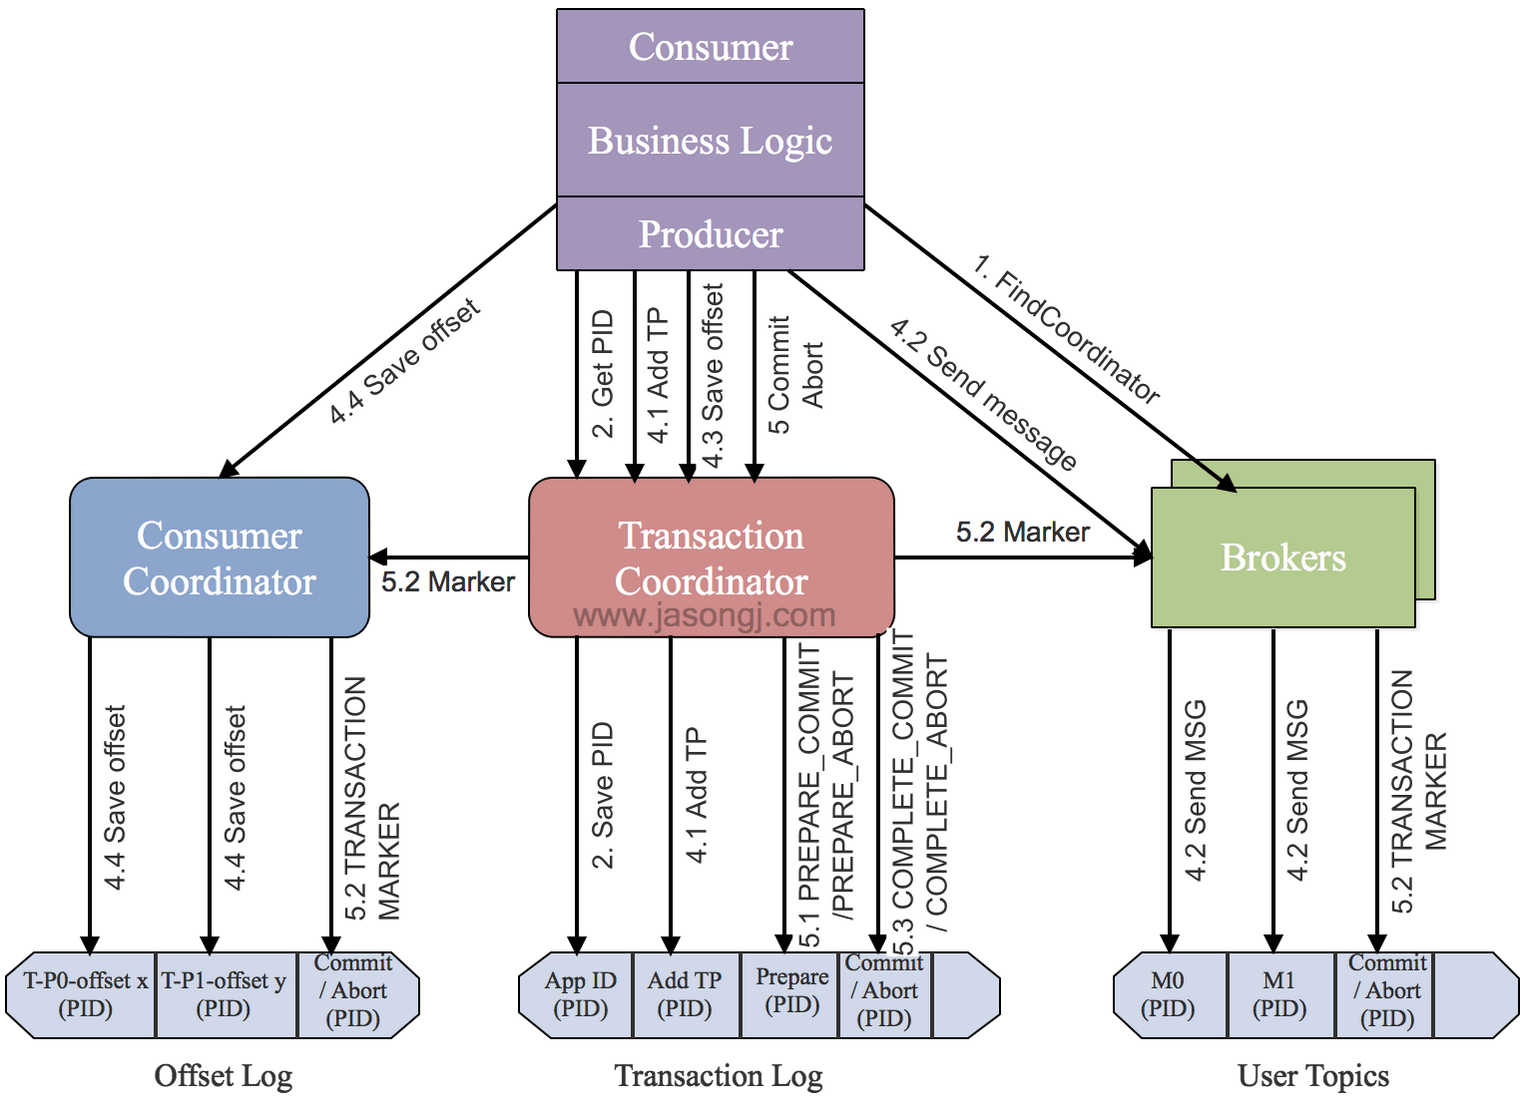 Consumer
Business Logic
Producer
4.4 Save offset
2. Get PID
4.1 Add TP
4.3 Save offset
5 Commit
Abort
4.2 Send message
1. FindCoordinator
Consumer
Coordinator
5.2 Marker
Transaction
Coordinator
www.jasongj.com
5.2 Marker
Brokers
4.4 Save offset
4.4 Save offset
5.2 TRANSACTION
MARKER
2. Save PID
4.1 Add TP
5.1 PREPARE_COMMIT
/PREPARE_ABORT
5.3 COMPLETE_COMMIT
/ COMPLETE_ABORT
4.2 Send MSG
4.2 Send MSG
5.2 TRANSACTION
MARKER
T-P0-offset x
(PID)
T-P1-offset y
(PID)
Commit
/ Abort
(PID)
App ID
(PID)
Add TP
(PID)
Prepare
(PID)
Commit
/ Abort
(PID)
M0
(PID)
M1
(PID)
Commit
/ Abort
(PID)
Offset Log
Transaction Log
User Topics